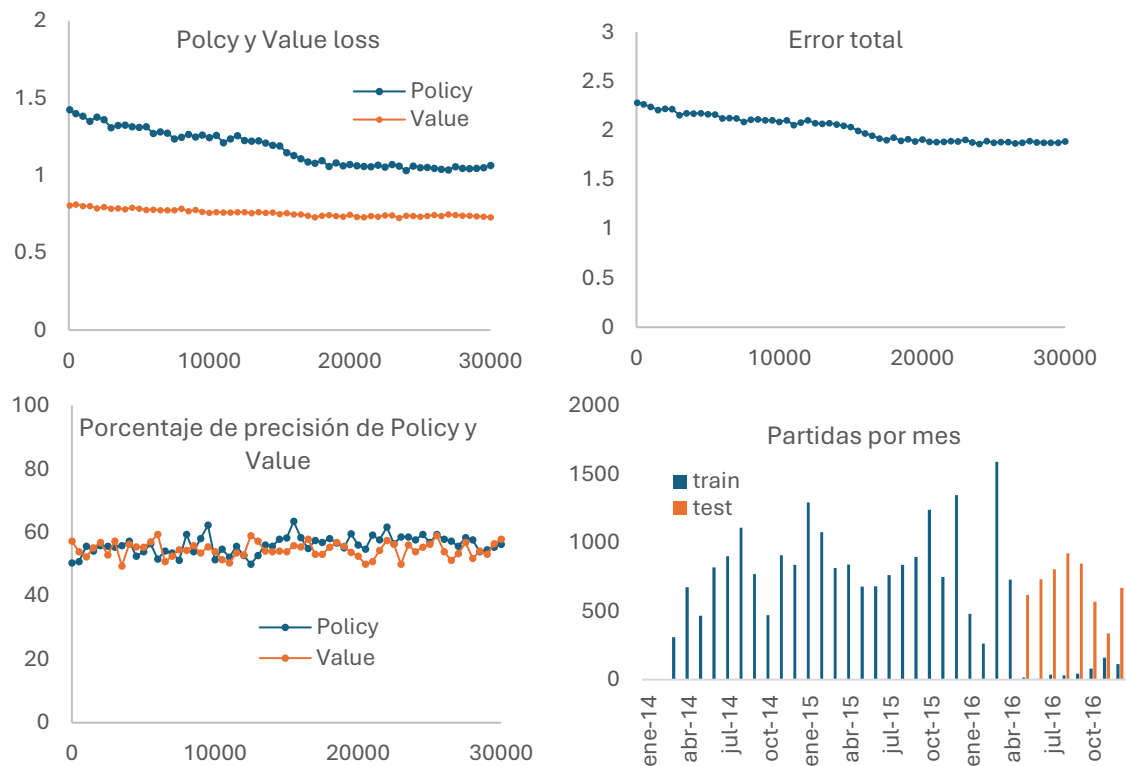 Polcy y Value loss
2
1.5
1
0.5
0
Policy
Value
0
10000
20000
30000
Error total
3
2.5
2
1.5
1
0.5
0
0
10000
20000
30000
Porcentaje de precisión de Policy y
Value
100
80
60
40
20
0
Policy
Value
0
10000
20000
30000
Partidas por mes
2000
1500
1000
500
0
train
test
ene-14
abr-14
jul-14
oct-14
ene-15
abr-15
jul-15
oct-15
ene-16
abr-16
jul-16
oct-16